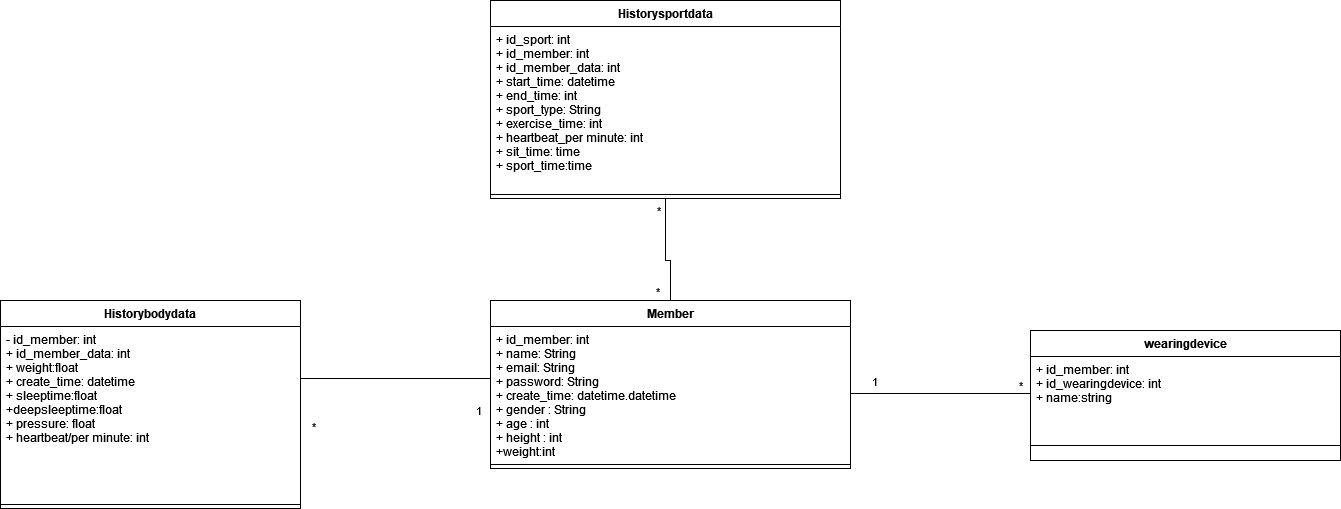 Historysportdata
+ id_sport: int
+ id_member: int
+ id_member_data: int
+ start_time: datetime
+ end_time: int
+ sport_type: String
+ exercise_time: int
+ heartbeat_per minute: int
+ sit_time: time
+ sport_time:time
*
*
Historybodydata
- id_member: int
+ id_member_data: int
+ weight:float
+ create_time: datetime
+ sleeptime:float
+deepsleeptime:float
+ pressure: float
+ heartbeat/per minute: int
*
1
Member
+ id_member: int
+ name: String
+ email: String
+ password: String
+ create_time: datetime.datetime
+ gender : String
+ age : int
+ height : int
+weight:int
1
*
wearingdevice
+ id_member: int
+ id_wearingdevice: int
+ name:string